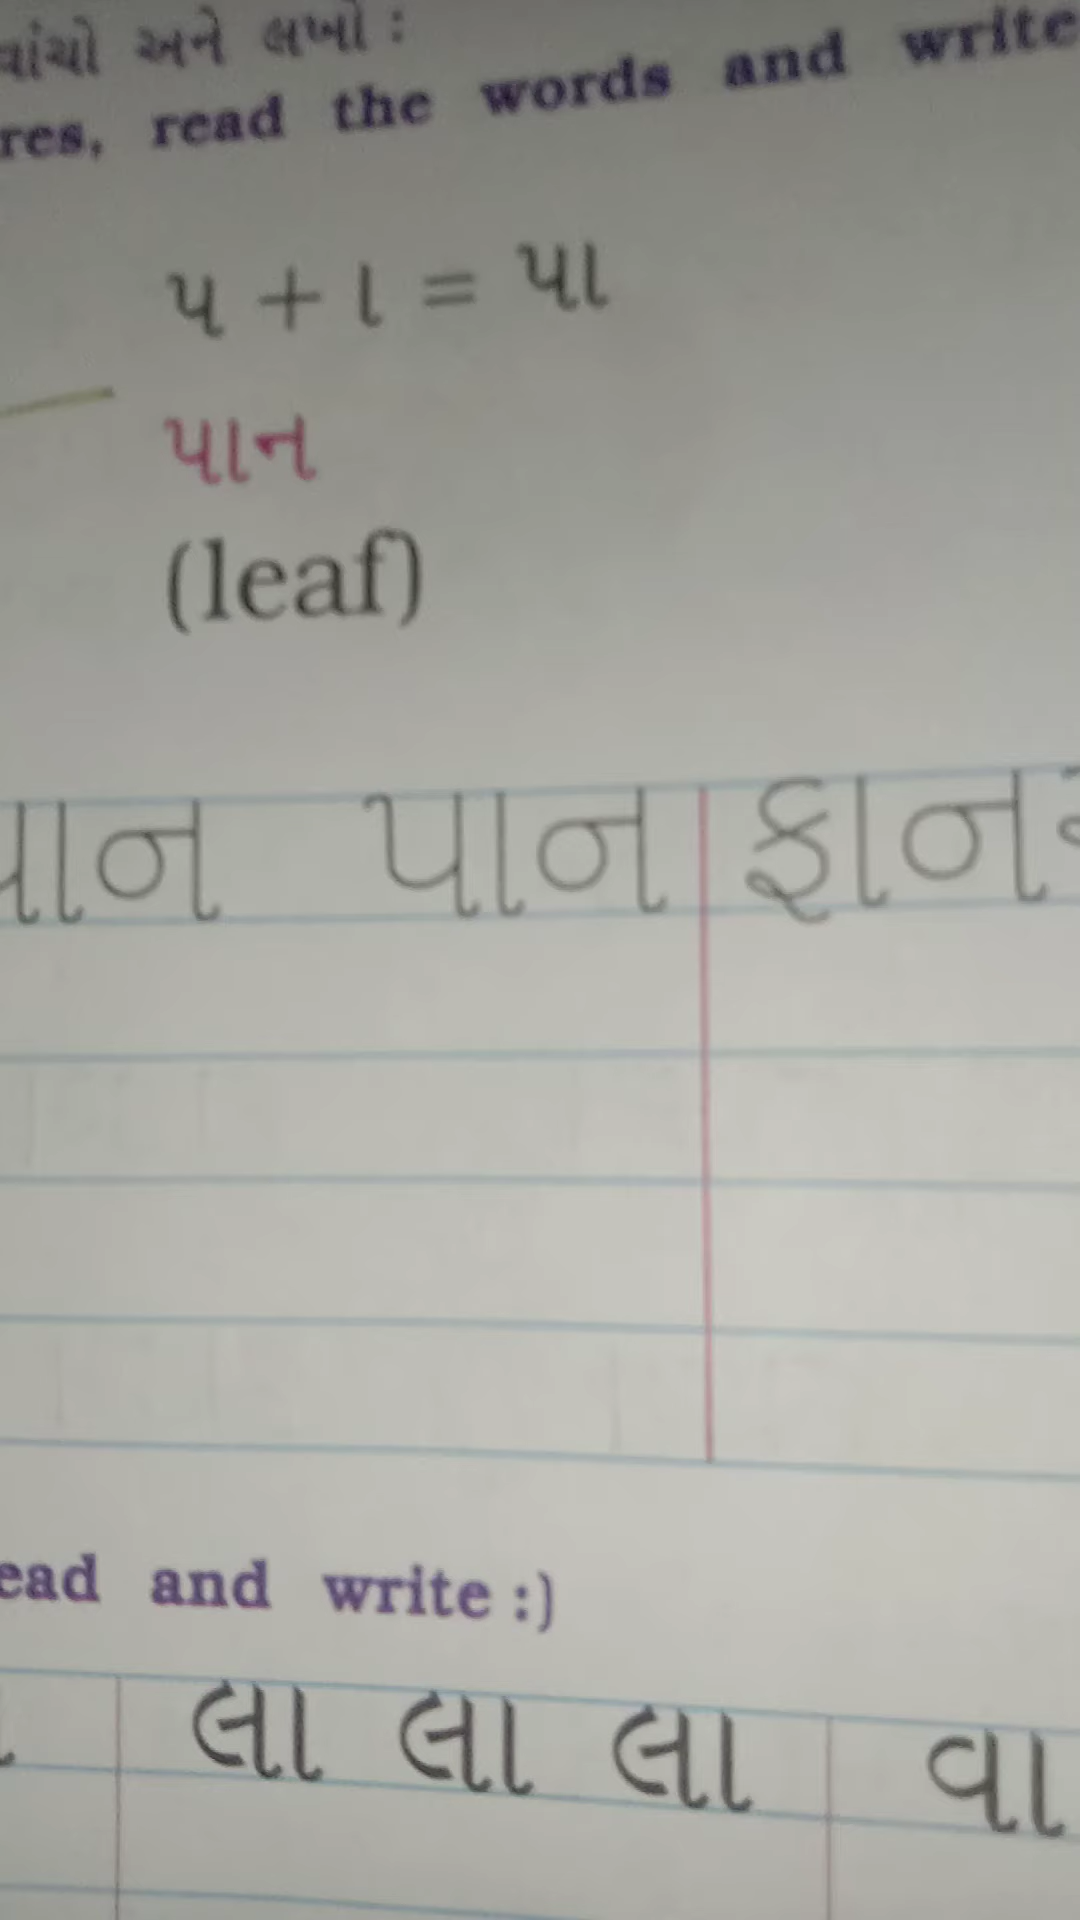 વાંચો અને લખો :
res, read the words and write
પ + ા = પા
પાન
(leaf)
પાન પાન ફાન
ead and write :)
લા લા લા વા